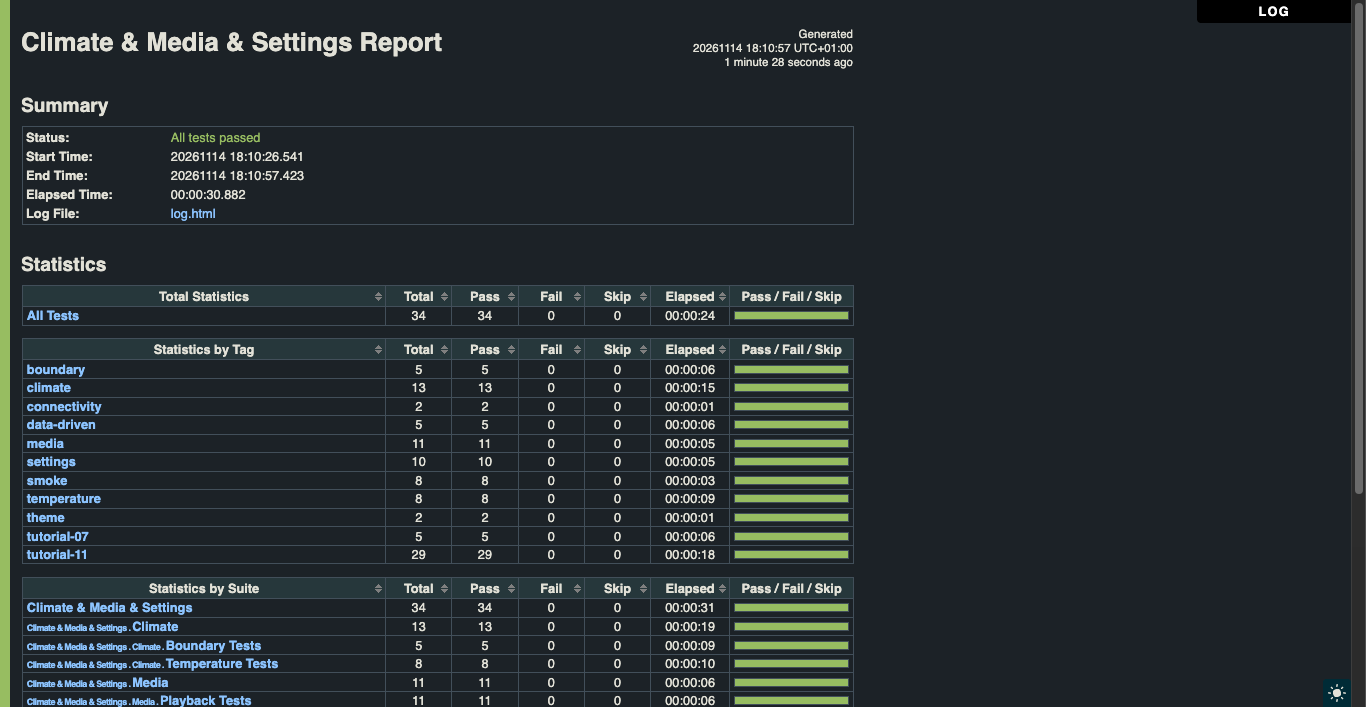 LOG
Climate & Media & Settings Report
Generated
20261114 18:10:57 UTC+01:00
1 minute 28 seconds ago
Summary
Status: All tests passed
Start Time: 20261114 18:10:26.541
End Time: 20261114 18:10:57.423
Elapsed Time: 00:00:30.882
Log File: log.html
Statistics
Total Statistics Total Pass Fail Skip Elapsed Pass / Fail / Skip
All Tests 34 34 0 0 00:00:24
Statistics by Tag Total Pass Fail Skip Elapsed Pass / Fail / Skip
boundary 5 5 0 0 00:00:06
climate 13 13 0 0 00:00:15
connectivity 2 2 0 0 00:00:01
data-driven 5 5 0 0 00:00:06
media 11 11 0 0 00:00:05
settings 10 10 0 0 00:00:05
smoke 8 8 0 0 00:00:03
temperature 8 8 0 0 00:00:09
theme 2 2 0 0 00:00:01
tutorial-07 5 5 0 0 00:00:06
tutorial-11 29 29 0 0 00:00:18
Statistics by Suite Total Pass Fail Skip Elapsed Pass / Fail / Skip
Climate & Media & Settings 34 34 0 0 00:00:31
Climate & Media & Settings . Climate 13 13 0 0 00:00:19
Climate & Media & Settings . Climate . Boundary Tests 5 5 0 0 00:00:09
Climate & Media & Settings . Climate . Temperature Tests 8 8 0 0 00:00:10
Climate & Media & Settings . Media 11 11 0 0 00:00:06
Climate & Media & Settings . Media . Playback Tests 11 11 0 0 00:00:06